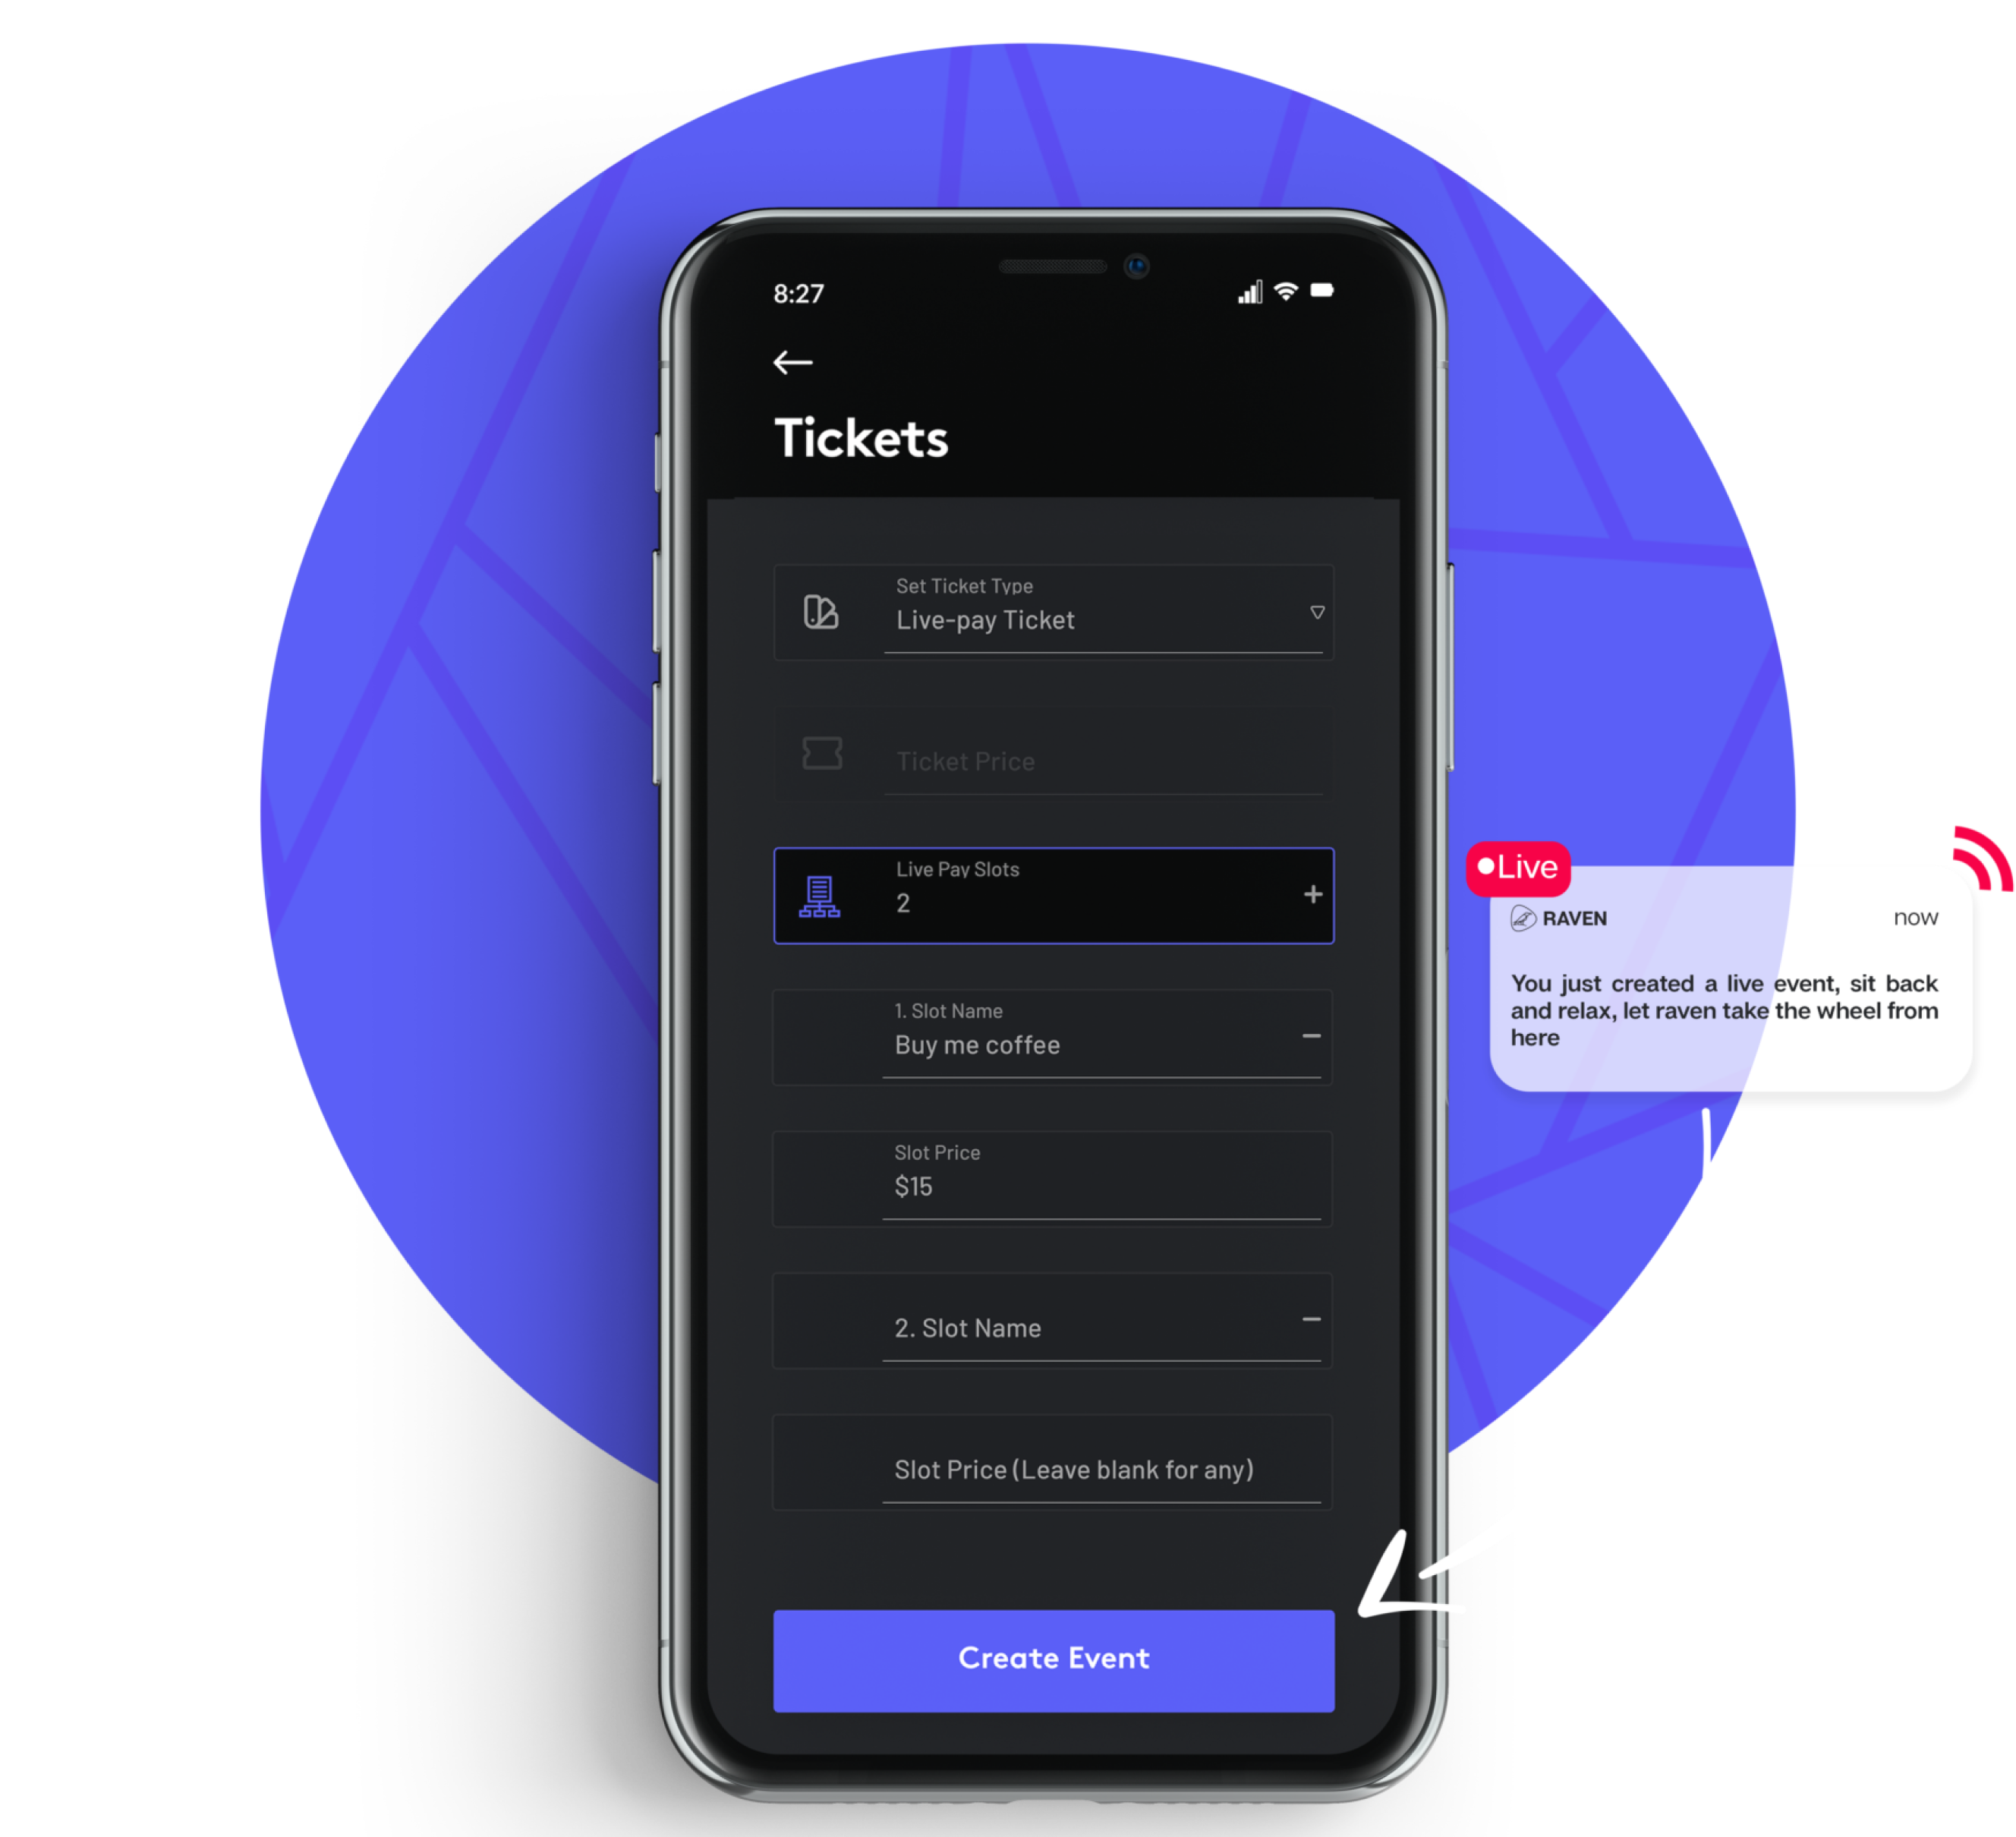 8:27
Tickets
Set Ticket Type
Live-pay Ticket
Ticket Price
Live Pay Slots
2
1. Slot Name
Buy me coffee
Slot Price
$15
2. Slot Name
Slot Price (Leave blank for any)
Create Event
Live
RAVEN now
You just created a live event, sit back
and relax, let raven take the wheel from
here